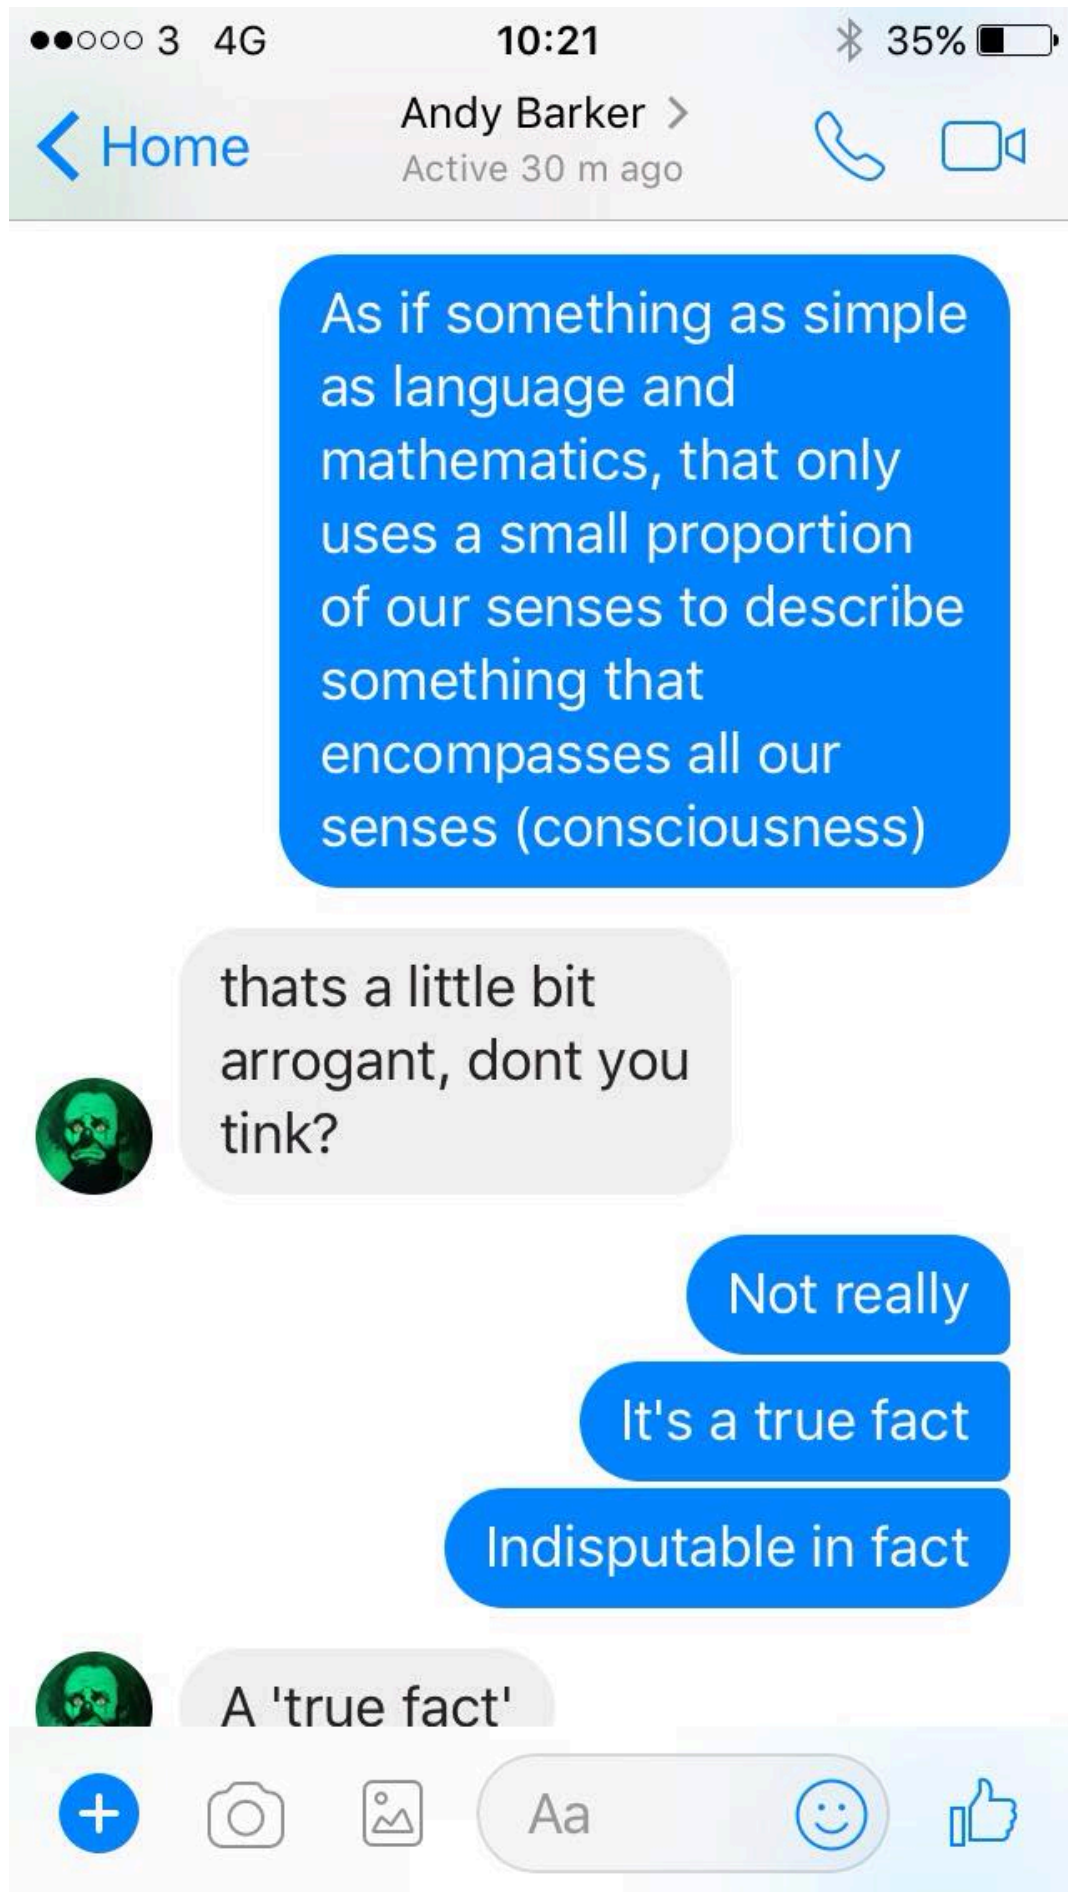 3 4G 10:21 35%
Home
Andy Barker
Active 30 m ago
As if something as simple
as language and
mathematics, that only
uses a small proportion
of our senses to describe
something that
encompasses all our
senses (consciousness)
thats a little bit
arrogant, dont you
tink?
Not really
It's a true fact
Indisputable in fact
A 'true fact'
Aa